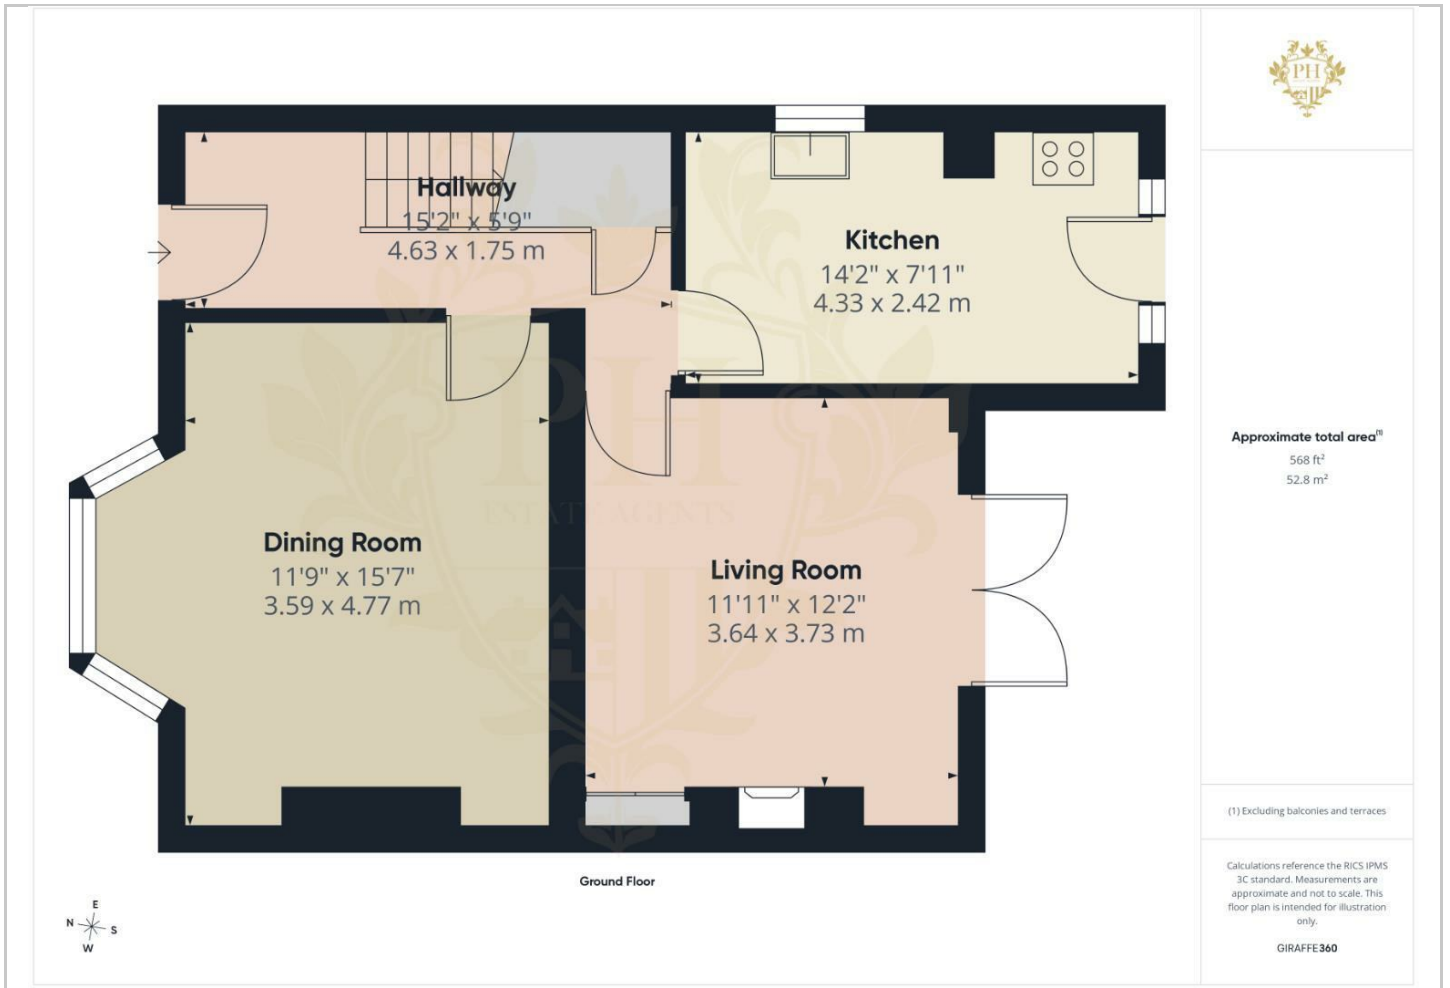 PH
Hallway
15'2" x 5'9"
4.63 x 1.75 m
Kitchen
14'2" x 7'11"
4.33 x 2.42 m
Dining Room
11'9" x 15'7"
3.59 x 4.77 m
Living Room
11'11" x 12'2"
3.64 x 3.73 m
PH
ESTATE AGENTS
Ground Floor
E
N
S
W
Approximate total area(1)
568 ft²
52.8 m²
(1) Excluding balconies and terraces
Calculations reference the RICS IPMS
3C standard. Measurements are
approximate and not to scale. This
floor plan is intended for illustration
only.
GIRAFFE360